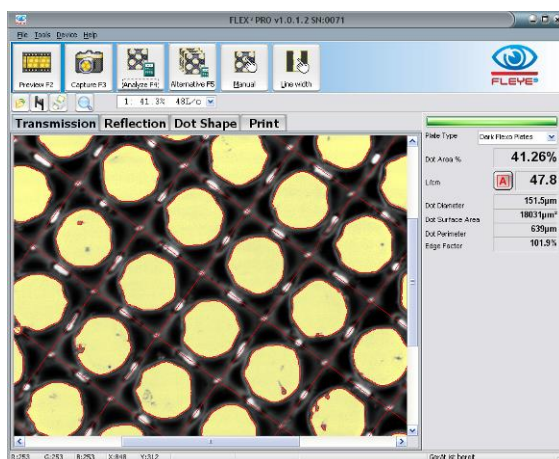 FLEX³PRO v1.0.1.2 SN:0071
File Tools Device Help
Preview F2
Capture F3
Analyze F4
Alternative F5
Manual
Line width
FLEYE®
1: 41.3% 48L/c
Transmission Reflection Dot Shape Print
Plate Type Dark Flexo Plates
Dot Area % 41.26%
L/cm A 47.8
Dot Diameter 151.5µm
Dot Surface Area 18031µm²
Dot Perimeter 639µm
Edge Factor 101.9%
R:253 G:253 B:253 X:848 Y:312
Gerät ist bereit